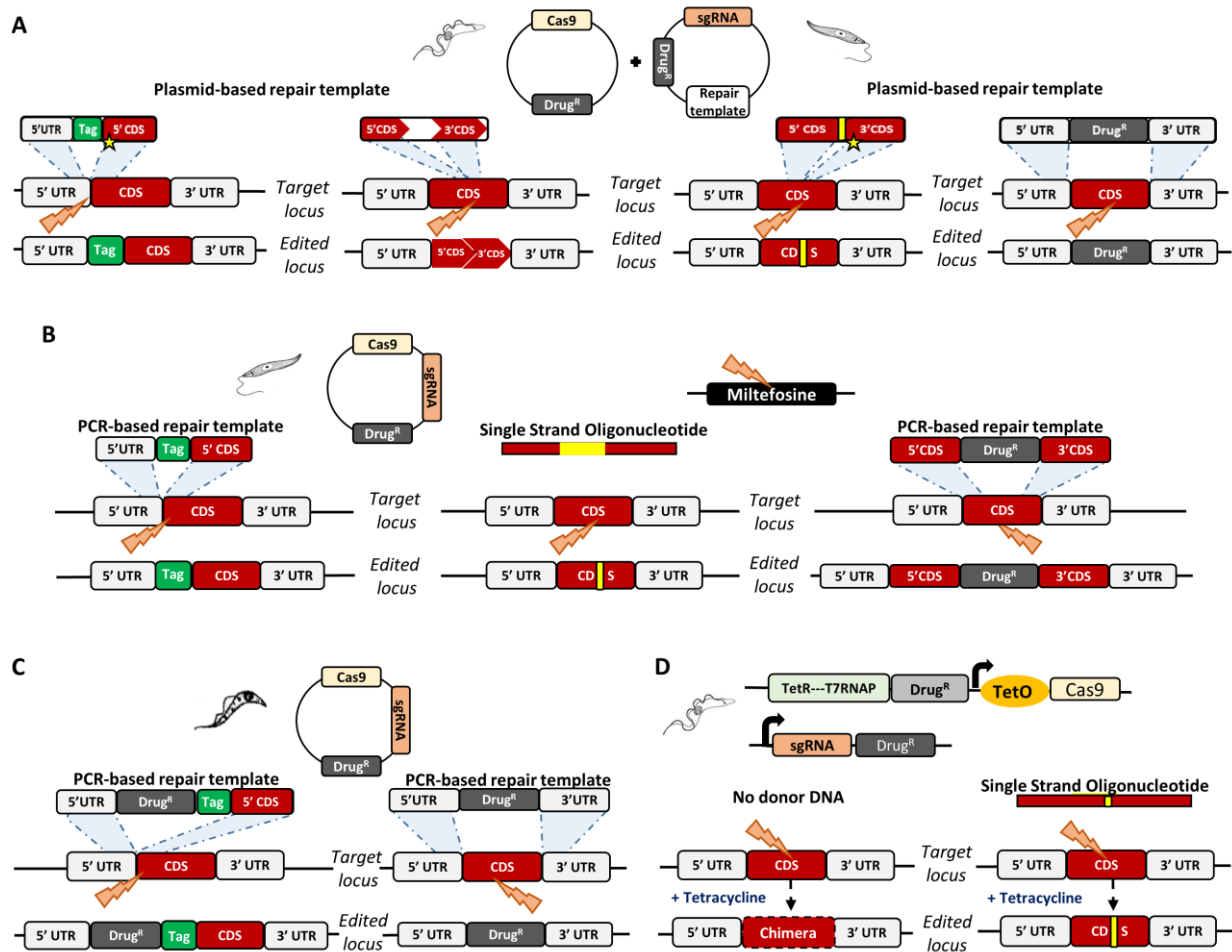 A
Cas9
Drug^R
sgRNA
Drug^R
Repair
template
Plasmid-based repair template
Plasmid-based repair template
5'UTR Tag 5' CDS
5'CDS 3'CDS
5' CDS 3'CDS
5' UTR Drug^R 3' UTR
5' UTR CDS 3' UTR
Target
locus
5' UTR CDS 3' UTR
5' UTR CDS 3' UTR
Target
locus
5' UTR CDS 3' UTR
5' UTR Tag CDS 3' UTR
Edited
locus
5' UTR 5'CDS 3'CDS 3' UTR
5' UTR CD S 3' UTR
Edited
locus
5' UTR Drug^R 3' UTR
B
Cas9
sgRNA
Drug^R
Miltefosine
PCR-based repair template
5'UTR Tag 5' CDS
Single Strand Oligonucleotide
PCR-based repair template
5'CDS Drug^R 3'CDS
5' UTR CDS 3' UTR
Target
locus
5' UTR CDS 3' UTR
Target
locus
5' UTR CDS 3' UTR
5' UTR Tag CDS 3' UTR
Edited
locus
5' UTR CD S 3' UTR
Edited
locus
5' UTR 5'CDS Drug^R 3'CDS 3' UTR
C
Cas9
sgRNA
Drug^R
PCR-based repair template
5'UTR Drug^R Tag 5' CDS
PCR-based repair template
5'UTR Drug^R 3'UTR
5' UTR CDS 3' UTR
Target
locus
5' UTR CDS 3' UTR
5' UTR Drug^R Tag CDS 3' UTR
Edited
locus
5' UTR Drug^R 3' UTR
D
TetR---T7RNAP Drug^R TetO Cas9
sgRNA Drug^R
No donor DNA
Single Strand Oligonucleotide
5' UTR CDS 3' UTR
Target
locus
5' UTR CDS 3' UTR
+ Tetracycline
+ Tetracycline
5' UTR Chimera 3' UTR
Edited
locus
5' UTR CD S 3' UTR